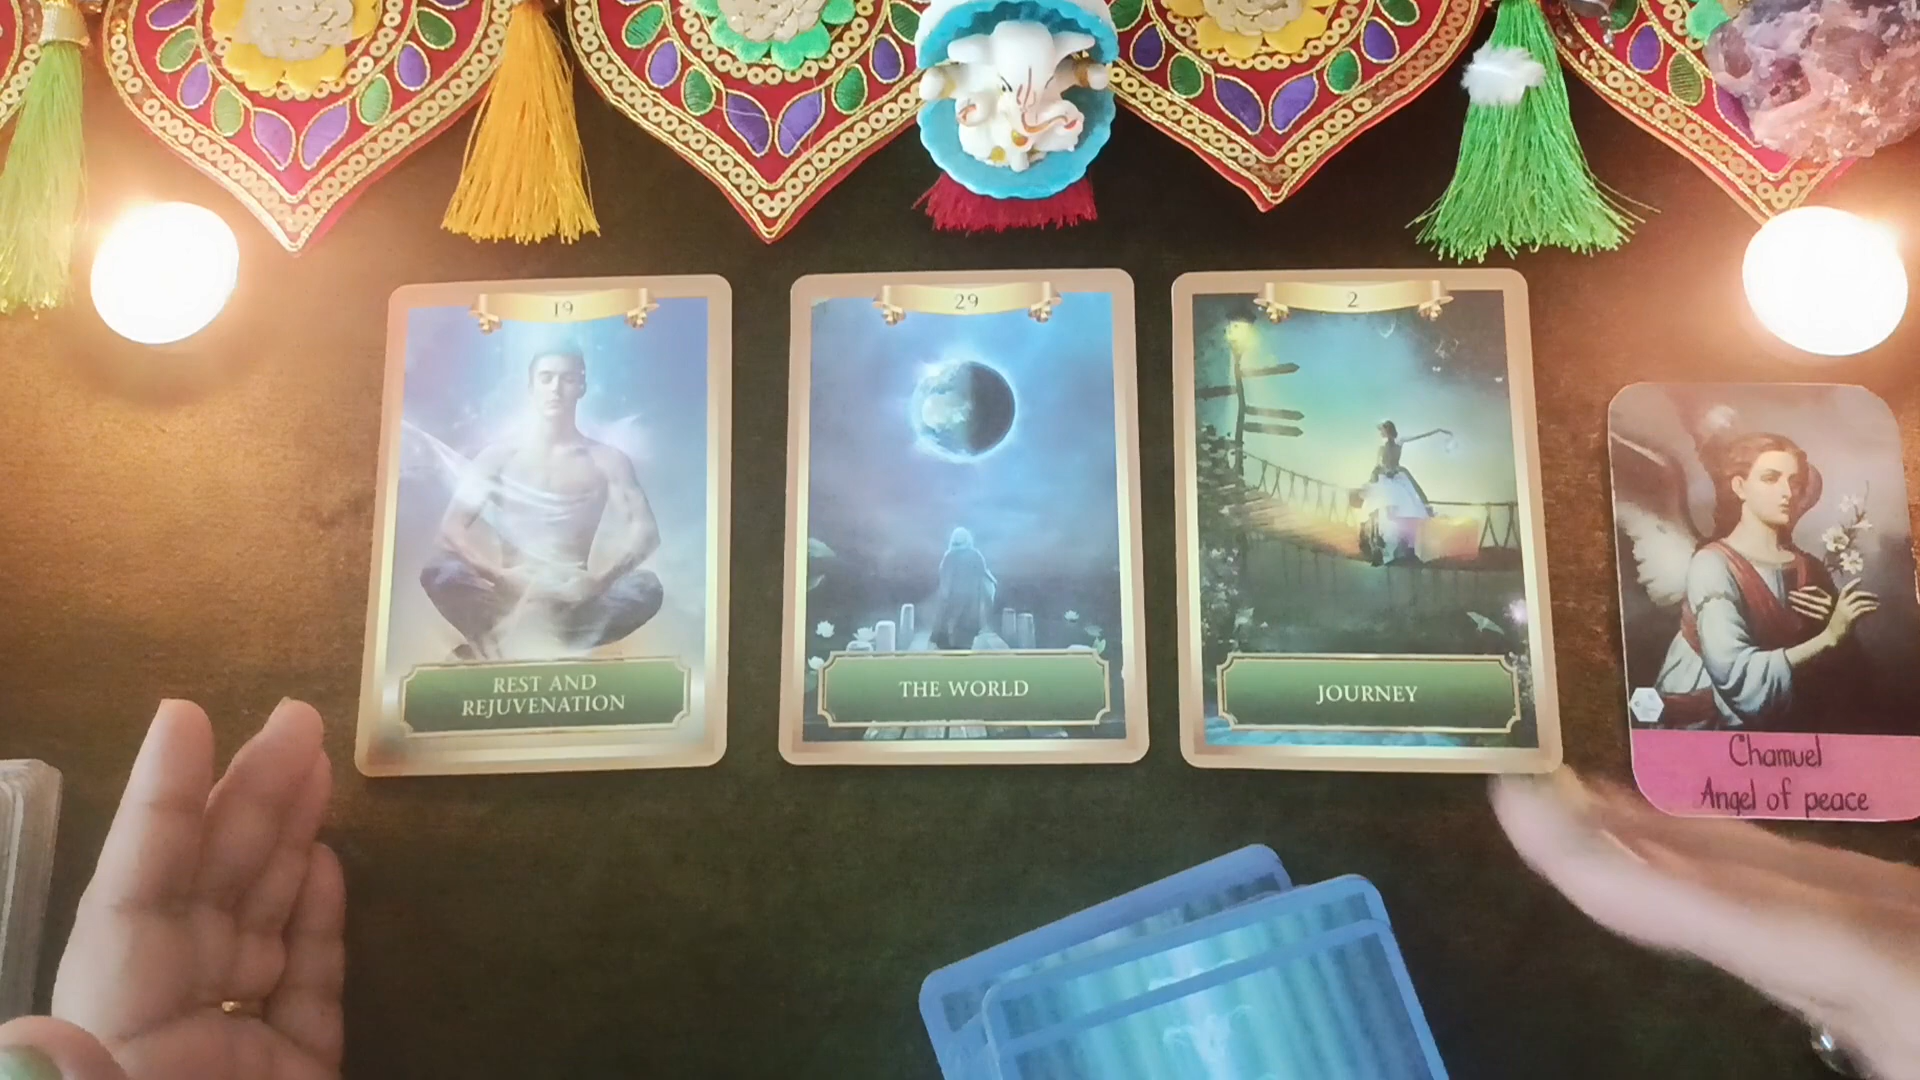 19
REST AND
REJUVENATION
29
THE WORLD
2
JOURNEY
Chamuel
Angel of peace